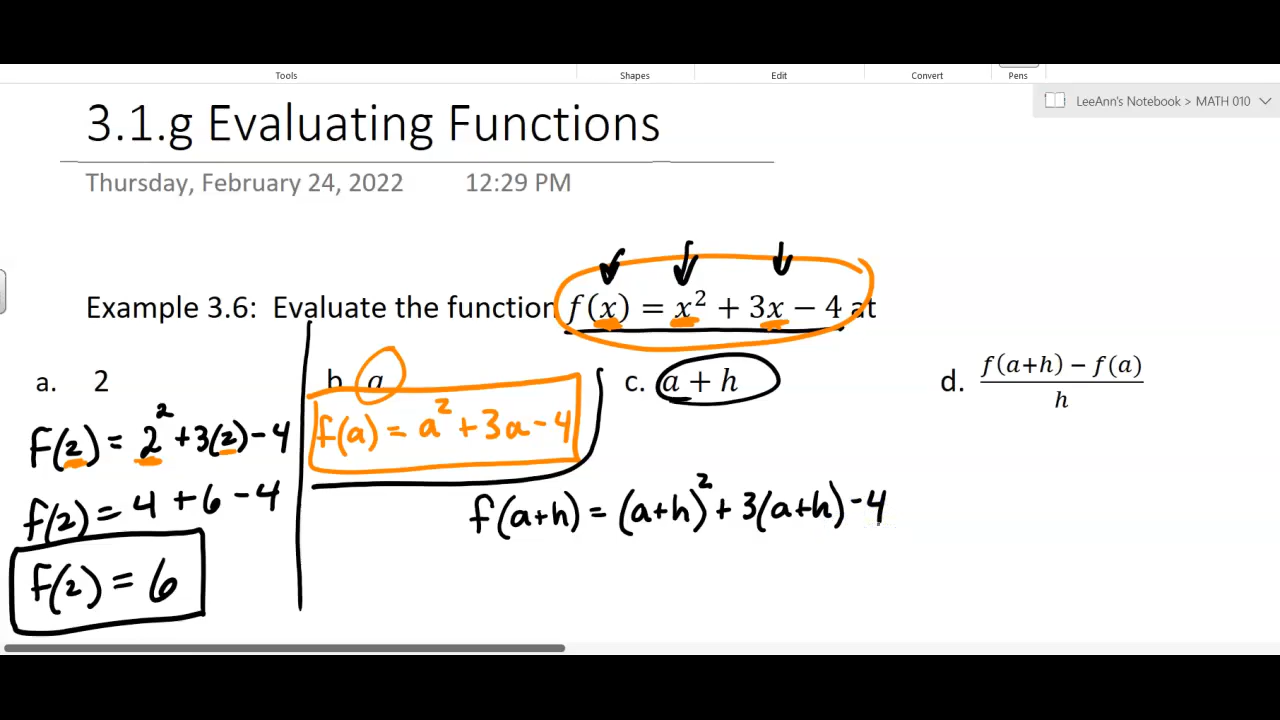 Tools Shapes Edit Convert Pens
LeeAnn's Notebook > MATH 010
3.1.g Evaluating Functions
Thursday, February 24, 2022 12:29 PM
Example 3.6: Evaluate the function f(x) = x² + 3x − 4 at
a. 2
f(2) = 2² + 3(2) − 4
f(2) = 4 + 6 − 4
f(2) = 6
b. a
f(a) = a² + 3a − 4
c. a + h
f(a+h) = (a+h)² + 3(a+h) − 4
d. f(a+h) − f(a)
h